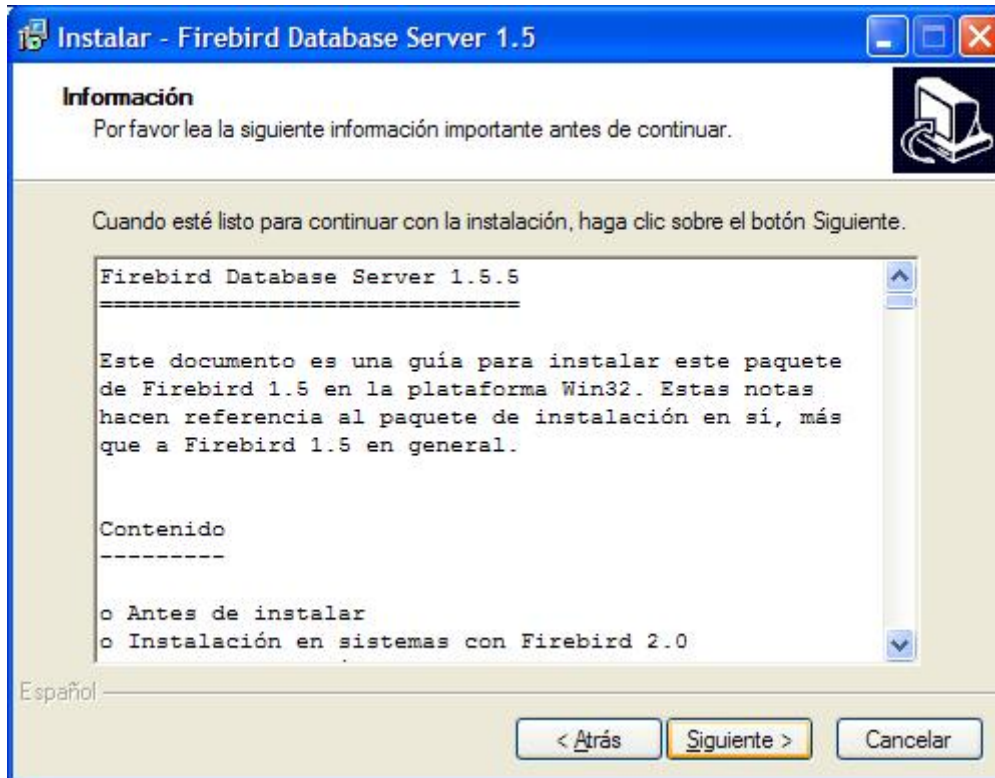 Instalar - Firebird Database Server 1.5
Información
Por favor lea la siguiente información importante antes de continuar.
Cuando esté listo para continuar con la instalación, haga clic sobre el botón Siguiente.
Firebird Database Server 1.5.5
==============================
Este documento es una guía para instalar este paquete
de Firebird 1.5 en la plataforma Win32. Estas notas
hacen referencia al paquete de instalación en sí, más
que a Firebird 1.5 en general.
Contenido
---------
o Antes de instalar
o Instalación en sistemas con Firebird 2.0
Español
< Atrás
Siguiente >
Cancelar